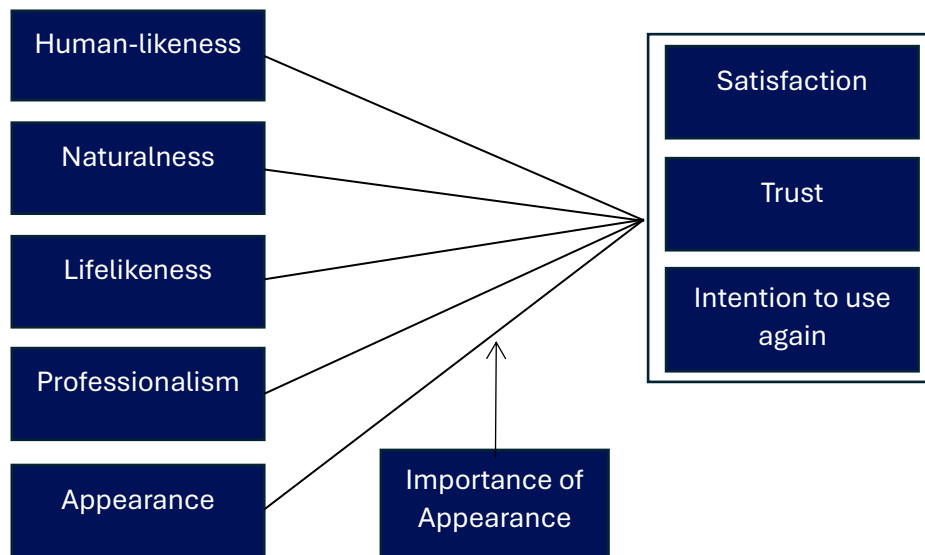 Human-likeness
Naturalness
Lifelikeness
Professionalism
Appearance
Importance of
Appearance
Satisfaction
Trust
Intention to use
again